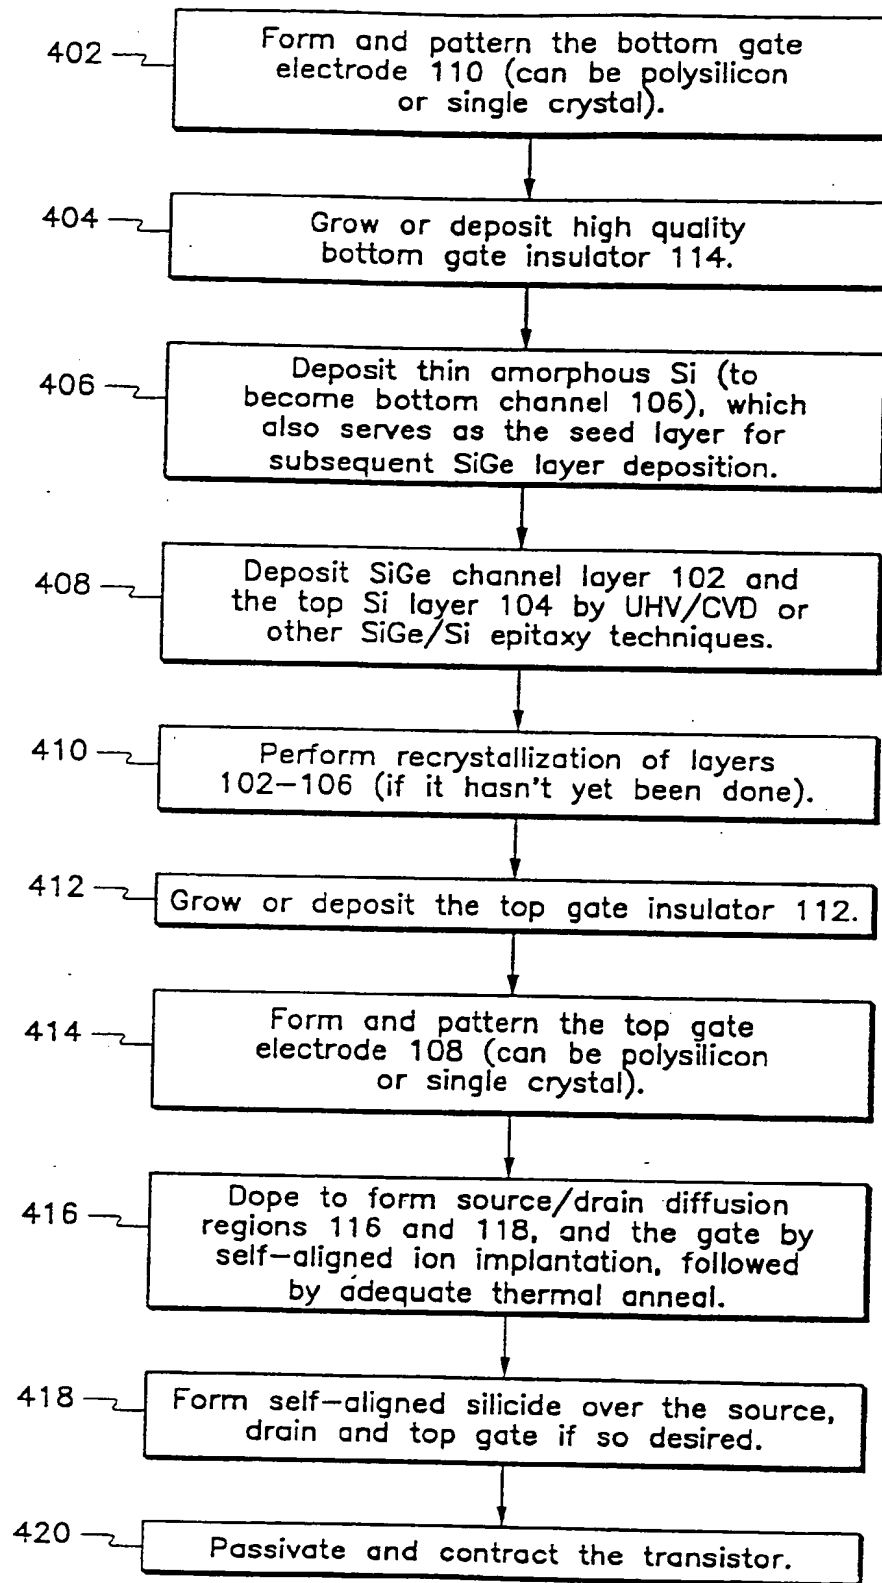 402
Form and pattern the bottom gate
electrode 110 (can be polysilicon
or single crystal).
404
Grow or deposit high quality
bottom gate insulator 114.
406
Deposit thin amorphous Si (to
become bottom channel 106), which
also serves as the seed layer for
subsequent SiGe layer deposition.
408
Deposit SiGe channel layer 102 and
the top Si layer 104 by UHV/CVD or
other SiGe/Si epitaxy techniques.
410
Perform recrystallization of layers
102-106 (if it hasn't yet been done).
412
Grow or deposit the top gate insulator 112.
414
Form and pattern the top gate
electrode 108 (can be polysilicon
or single crystal).
416
Dope to form source/drain diffusion
regions 116 and 118, and the gate by
self-aligned ion implantation, followed
by adequate thermal anneal.
418
Form self-aligned silicide over the source,
drain and top gate if so desired.
420
Passivate and contract the transistor.